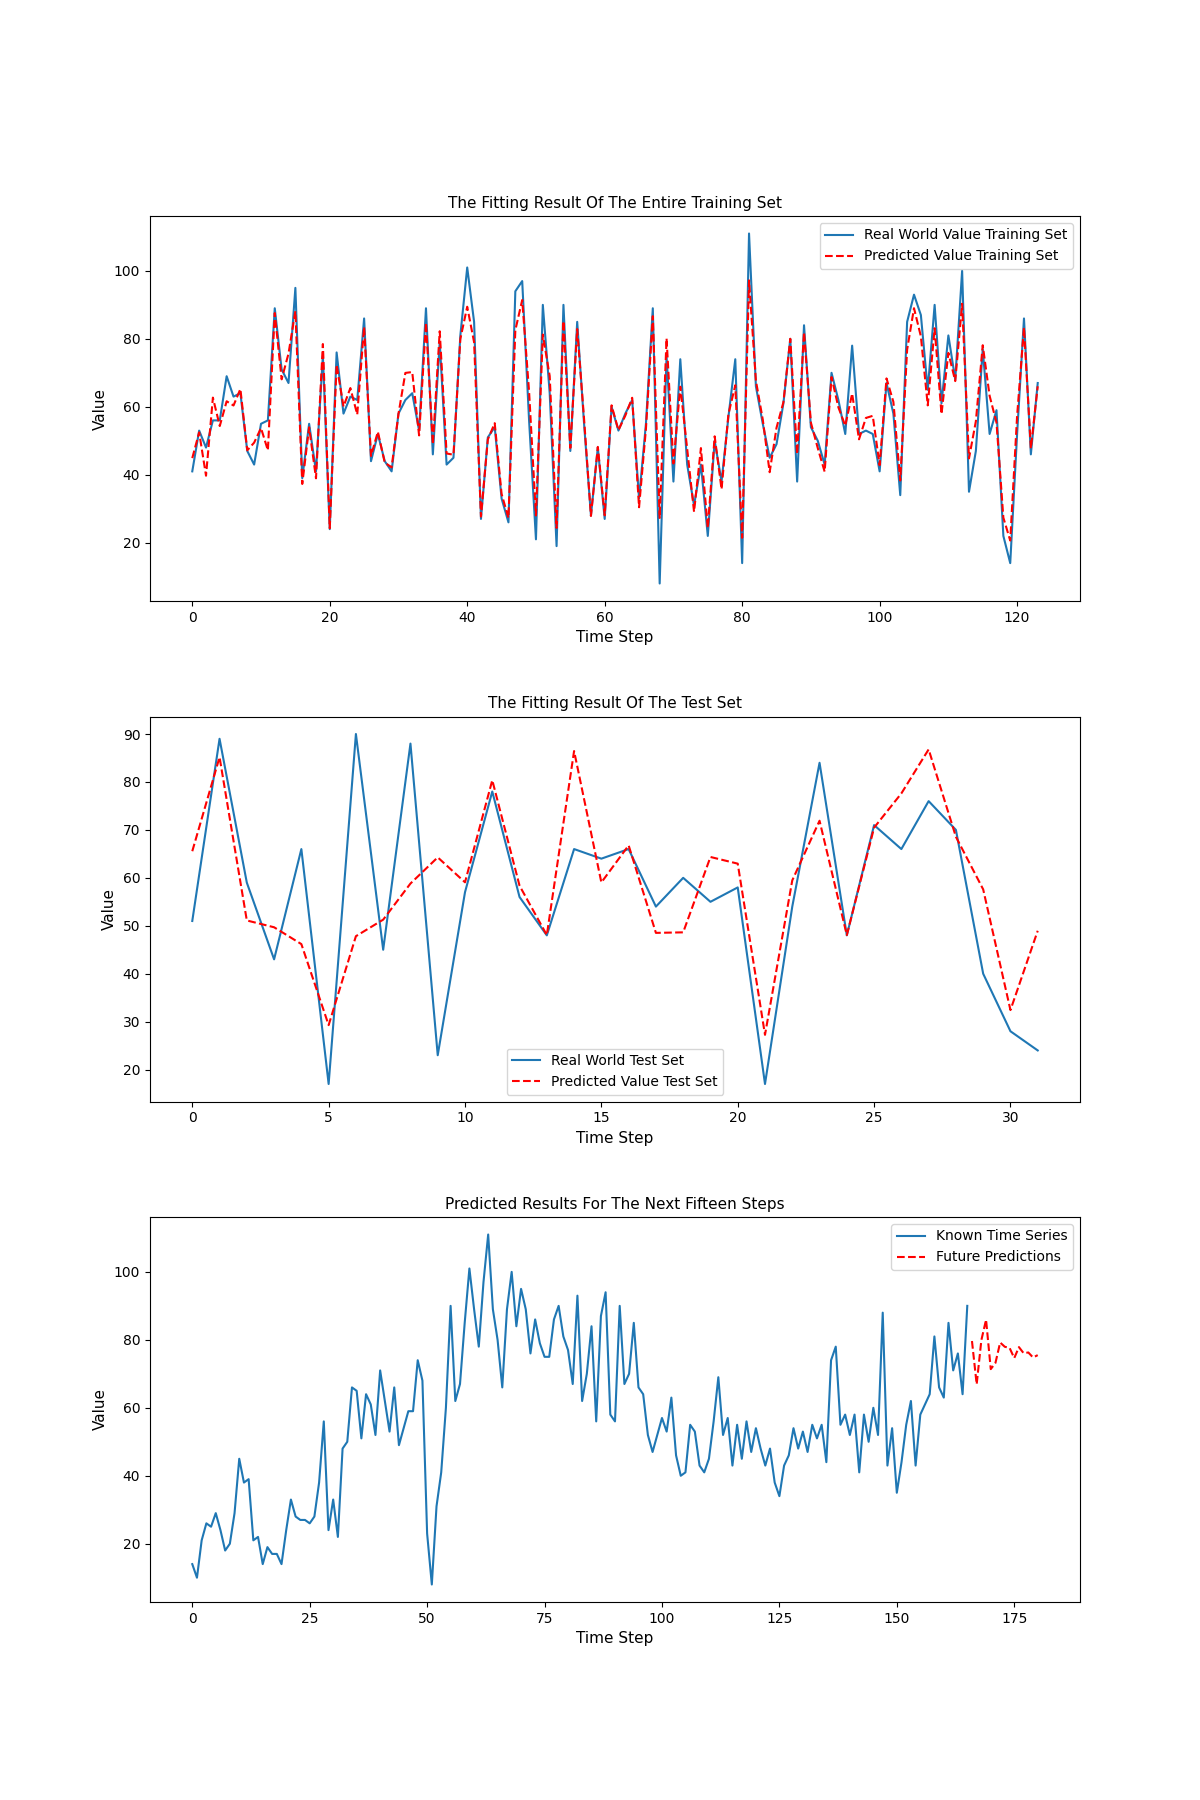 The Fitting Result Of The Entire Training Set
Real World Value Training Set
Predicted Value Training Set
100
80
60
40
20
Value
0 20 40 60 80 100 120
Time Step
The Fitting Result Of The Test Set
90
80
70
60
50
40
30
20
Value
Real World Test Set
Predicted Value Test Set
0 5 10 15 20 25 30
Time Step
Predicted Results For The Next Fifteen Steps
Known Time Series
Future Predictions
100
80
60
40
20
Value
0 25 50 75 100 125 150 175
Time Step